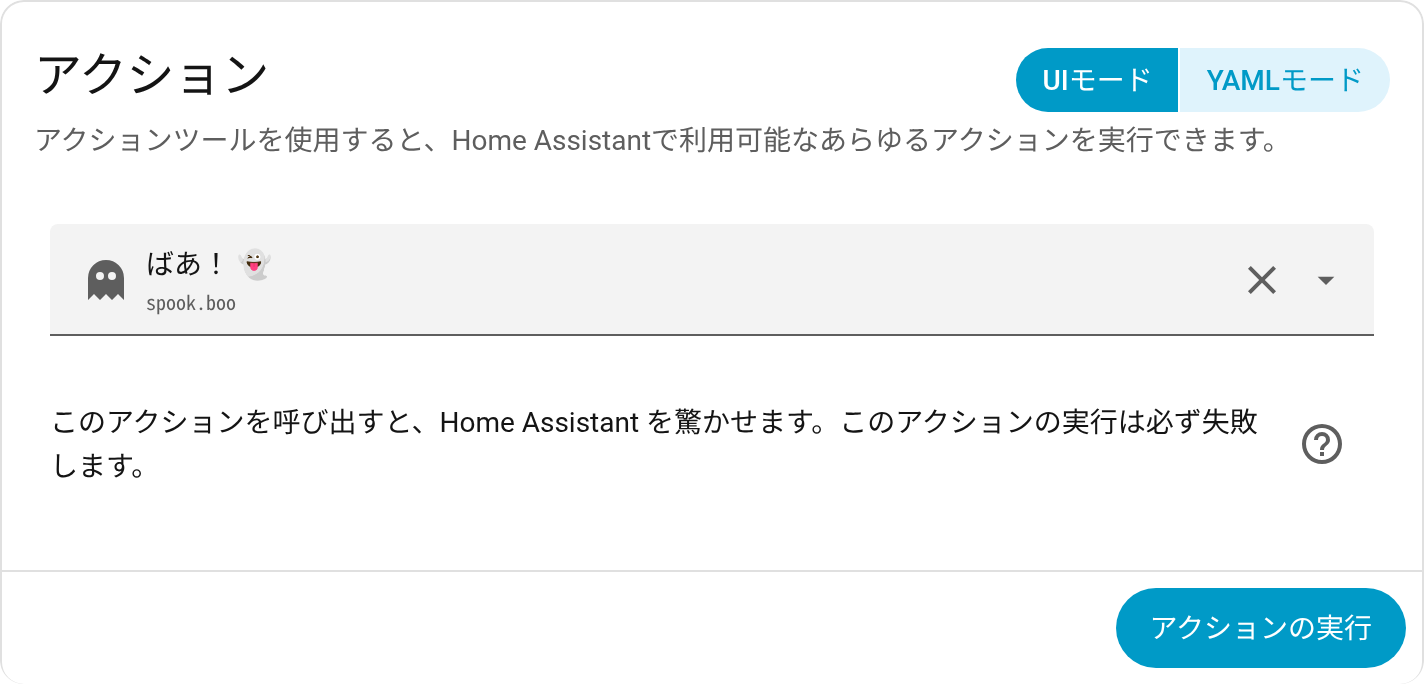 アクション
UIモード
YAMLモード
アクションツールを使用すると、Home Assistantで利用可能なあらゆるアクションを実行できます。
ばあ！ 👻
spook.boo
このアクションを呼び出すと、Home Assistant を驚かせます。このアクションの実行は必ず失敗
します。
アクションの実行